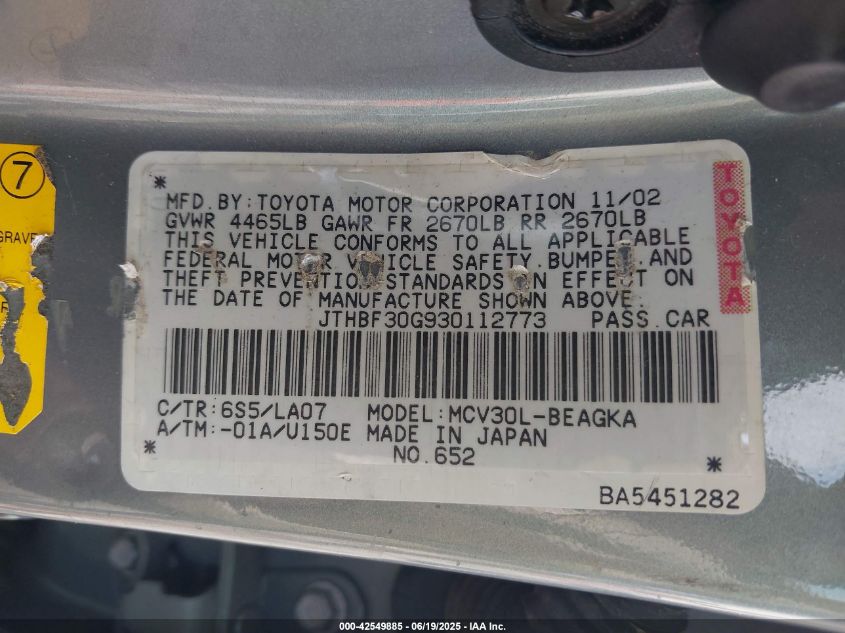 7
GRAVE
MFD. BY: TOYOTA MOTOR CORPORATION 11/02
GVWR 4465LB GAWR FR 2670LB RR 2670LB
THIS VEHICLE CONFORMS TO ALL APPLICABLE
FEDERAL MOTOR VEHICLE SAFETY, BUMPER, AND
THEFT PREVENTION STANDARDS IN EFFECT ON
THE DATE OF MANUFACTURE SHOWN ABOVE.
JTHBF30G930112773 PASS. CAR
TOYOTA
C/TR: 6S5/LA07 MODEL: MCV30L-BEAGKA
A/TM: -01A/U150E MADE IN JAPAN
NO. 652
BA5451282
000-42549885 - 06/19/2025 - IAA Inc.